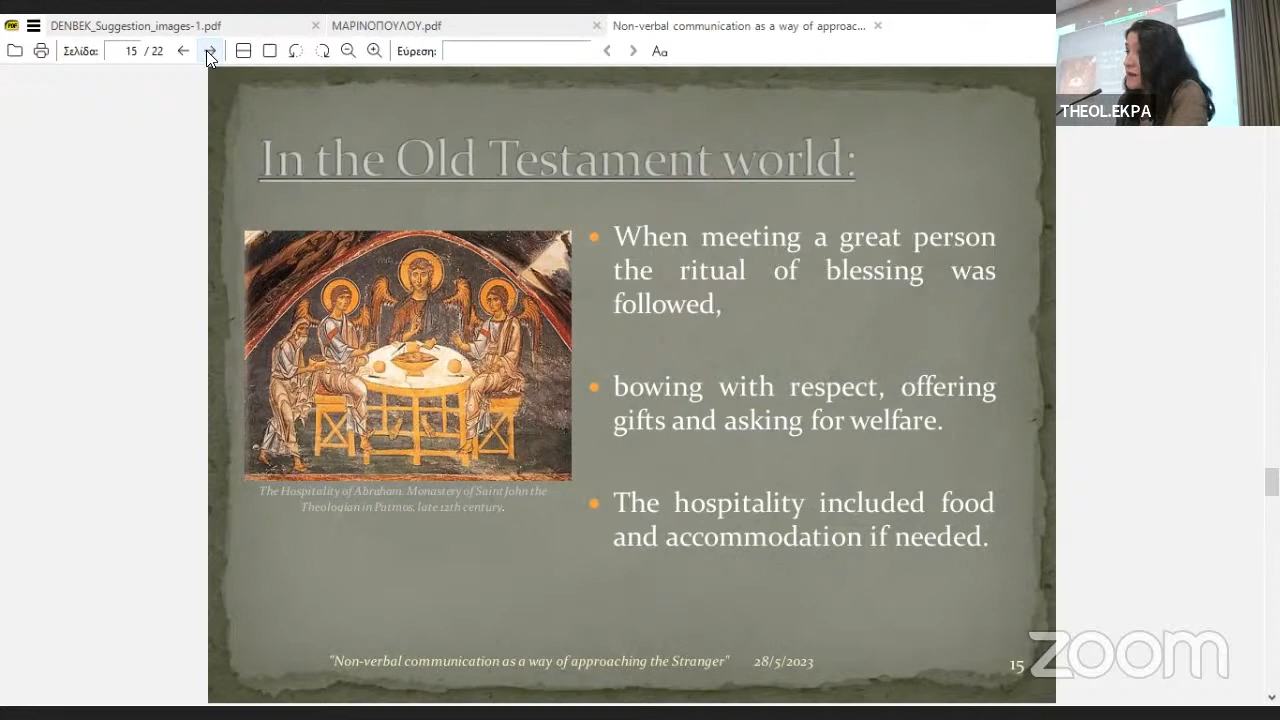 DENBEK_Suggestion_images-1.pdf
ΜΑΡΙΝΟΠΟΥΛΟΥ.pdf
Non-verbal communication as a way of approac...
Σελίδα:
15 / 22
Εύρεση:
Aα
THEOL.EKPA
In the Old Testament world:
When meeting a great person
the ritual of blessing was
followed,
bowing with respect, offering
gifts and asking for welfare.
The hospitality included food
and accommodation if needed.
The Hospitality of Abraham. Monastery of Saint John the
Theologian in Patmos, late 12th century.
"Non-verbal communication as a way of approaching the Stranger" 28/5/2023
15
zoom